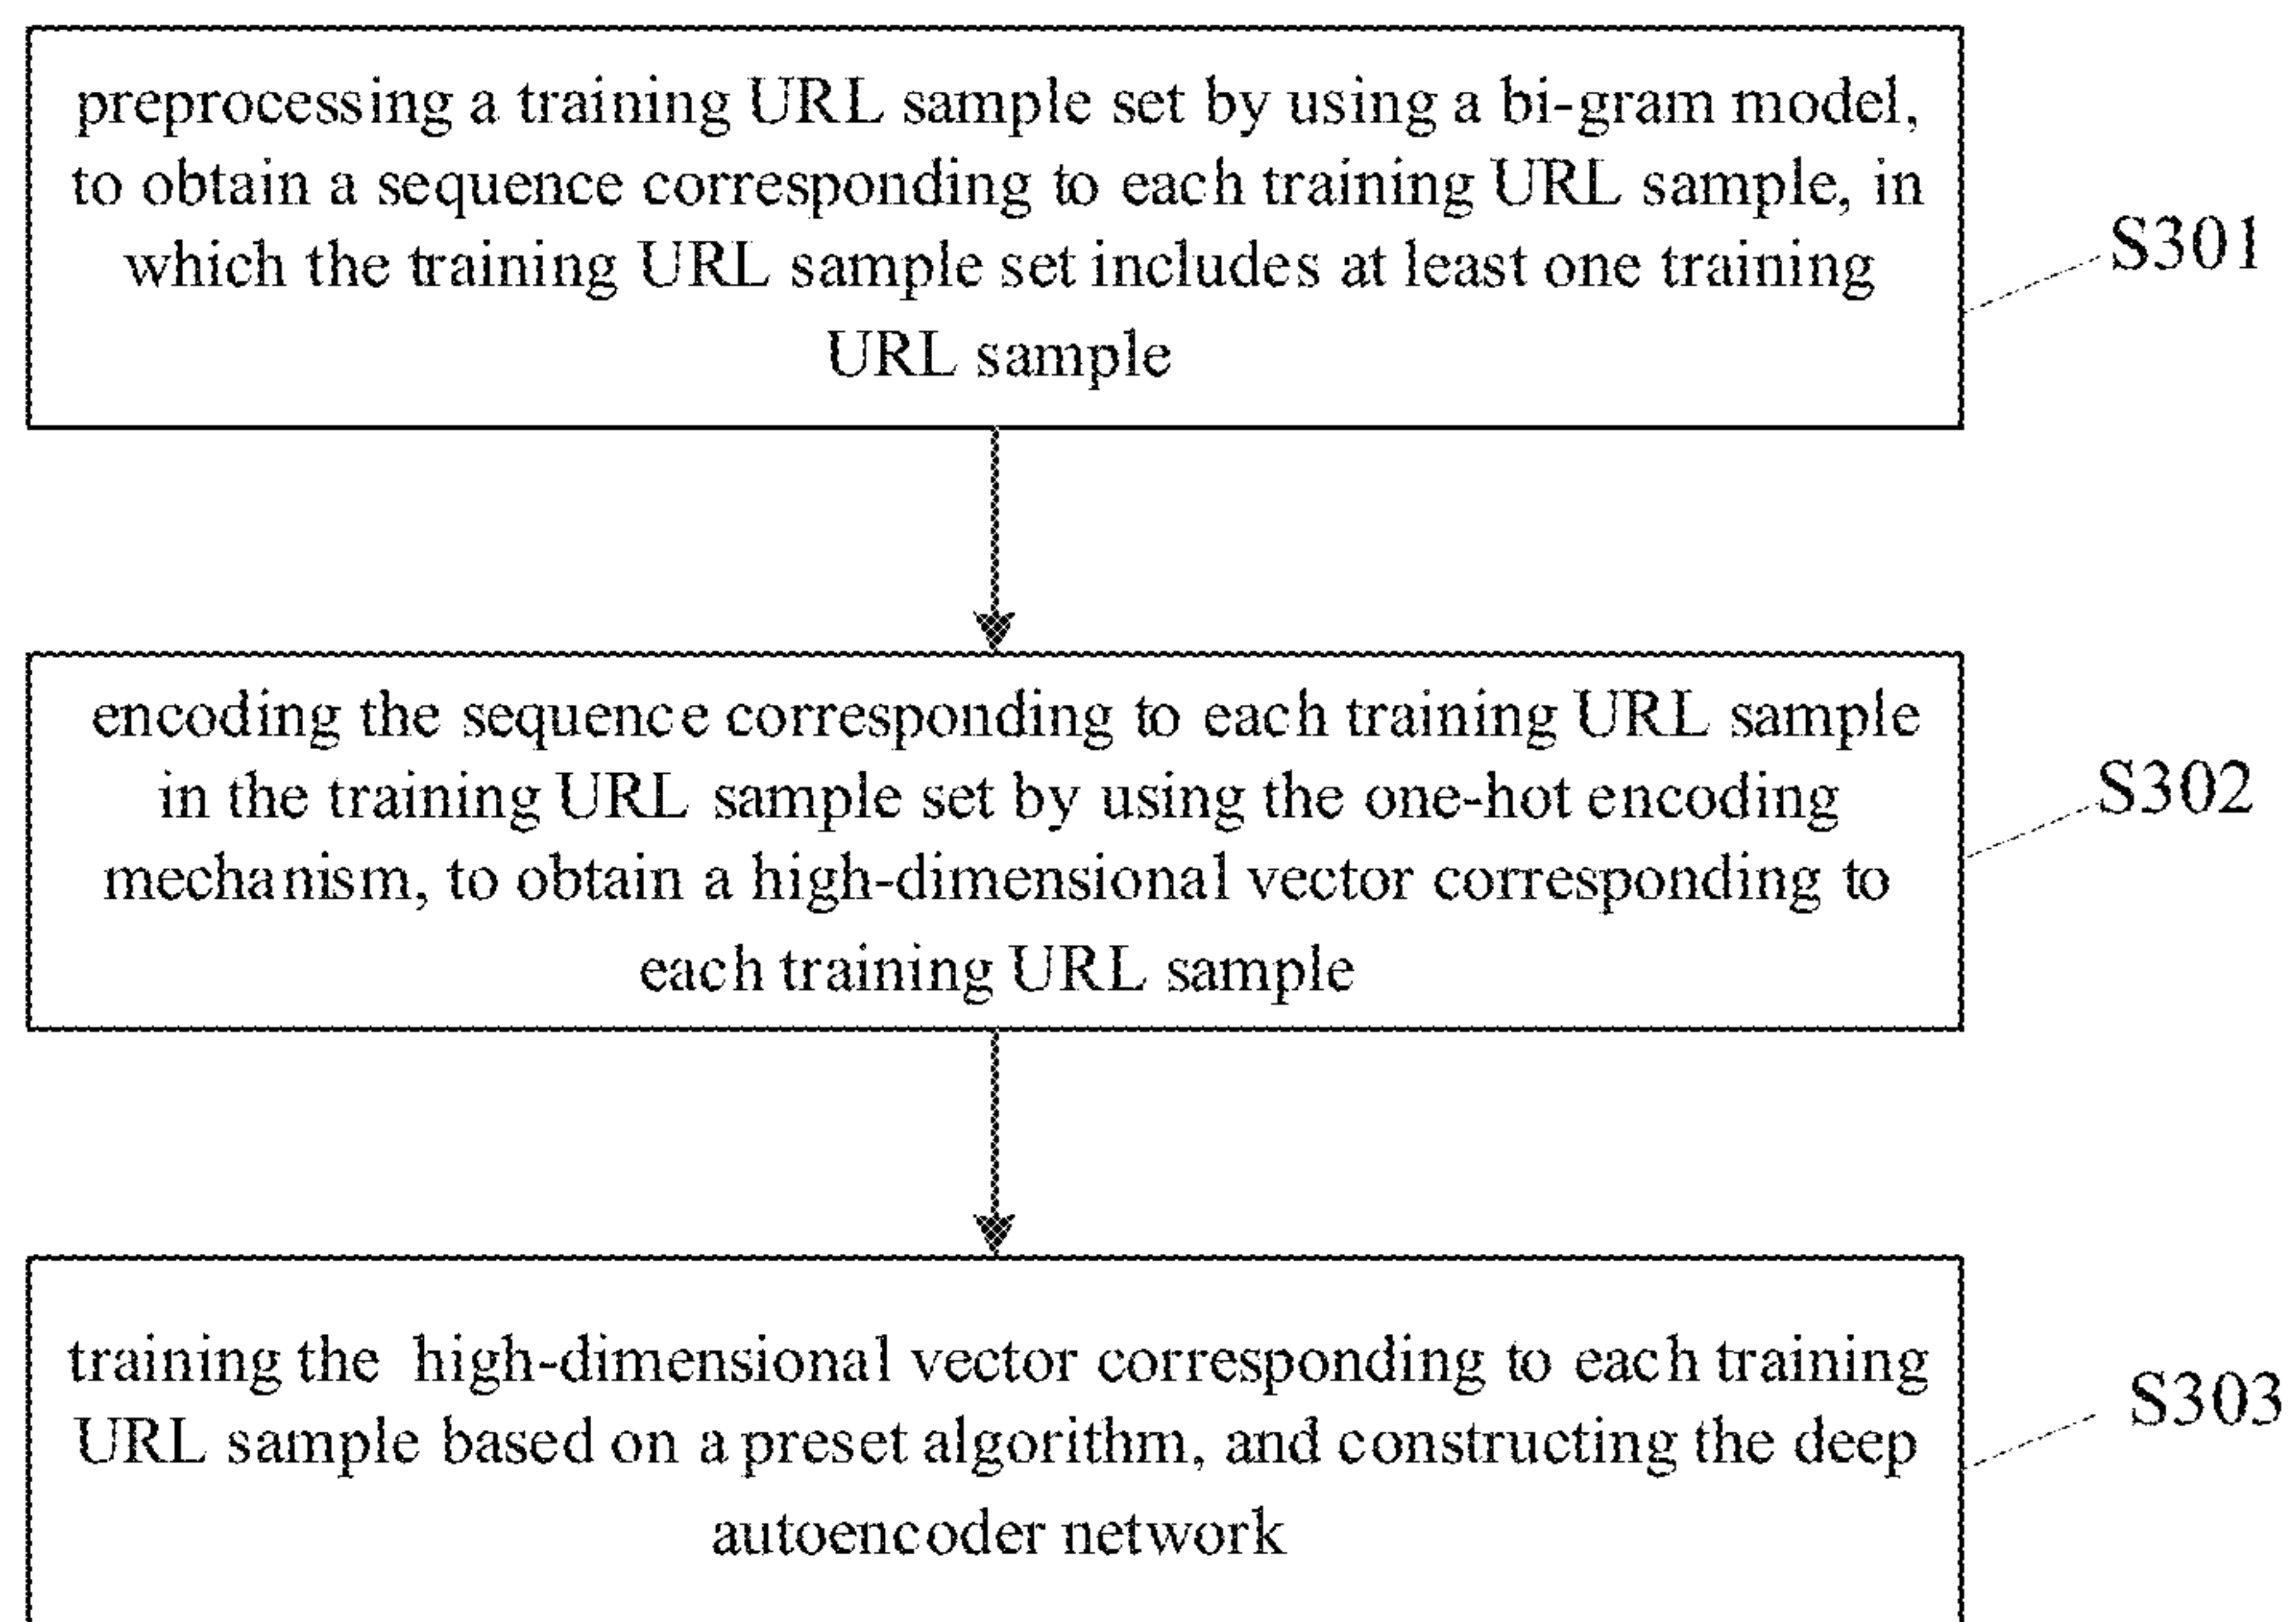 preprocessing a training URL sample set by using a bi-gram model,
to obtain a sequence corresponding to each training URL sample, in
which the training URL sample set includes at least one training
URL sample
S301
encoding the sequence corresponding to each training URL sample
in the training URL sample set by using the one-hot encoding
mechanism, to obtain a high-dimensional vector corresponding to
each training URL sample
S302
training the high-dimensional vector corresponding to each training
URL sample based on a preset algorithm, and constructing the deep
autoencoder network
S303